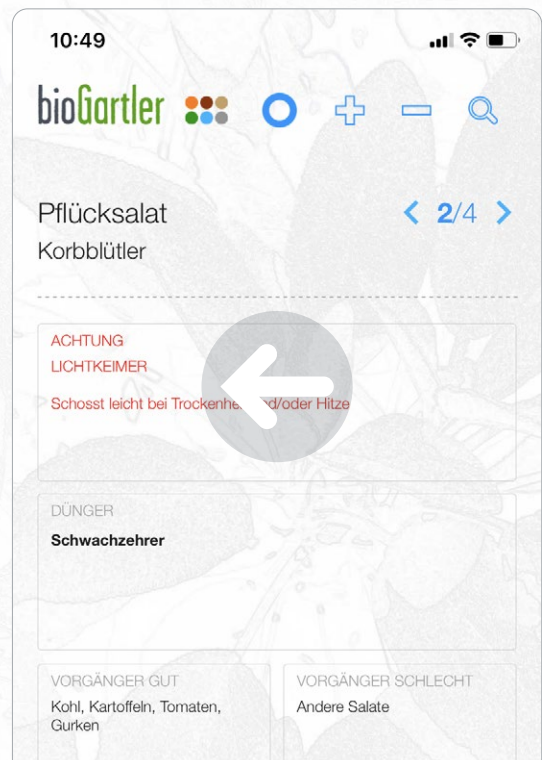 10:49
bioGartler
Pflücksalat
2/4
Korbblütler
ACHTUNG
LICHTKEIMER
Schosst leicht bei oder Hitze
DÜNGER
Schwachzehrer
VORGÄNGER GUT
VORGÄNGER SCHLECHT
Kohl, Kartoffeln, Tomaten,
Gurken
Andere Salate